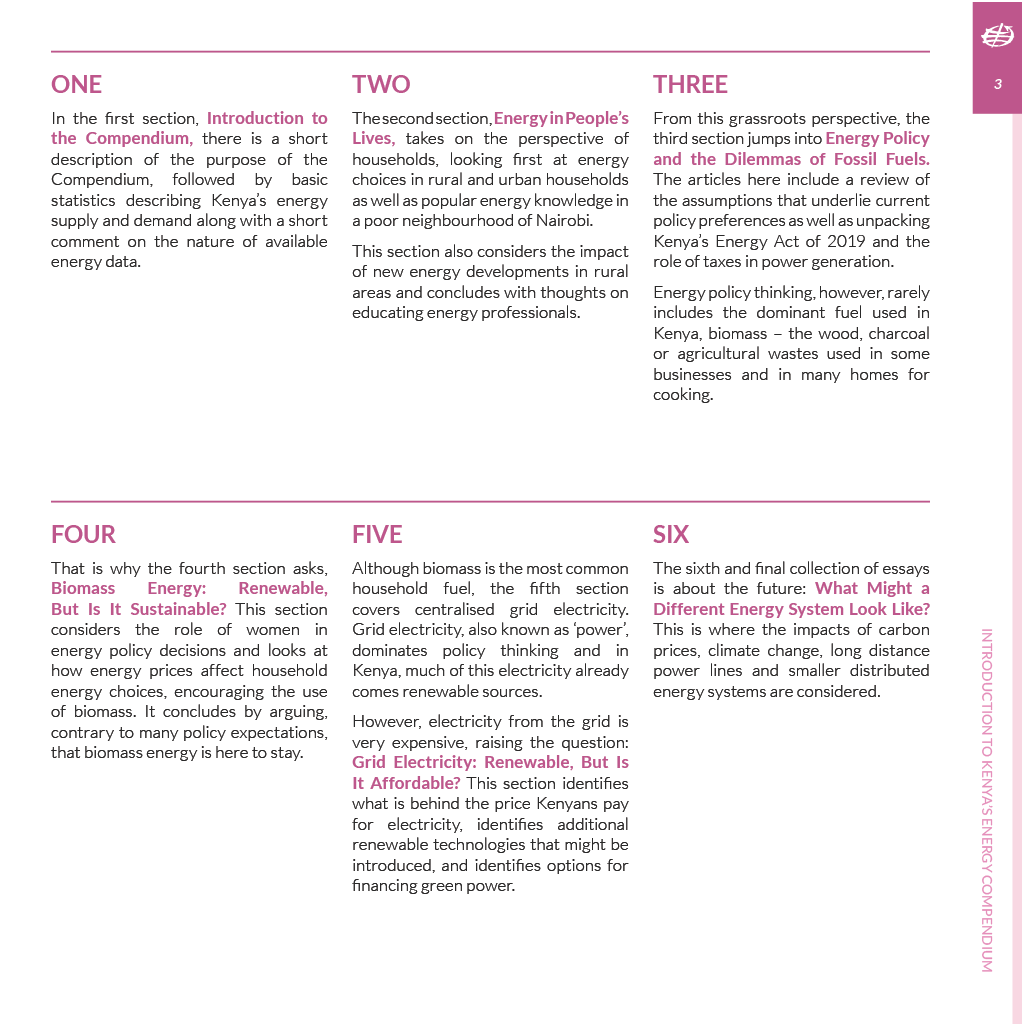 3
ONE
In the first section, Introduction to
the Compendium, there is a short
description of the purpose of the
Compendium, followed by basic
statistics describing Kenya’s energy
supply and demand along with a short
comment on the nature of available
energy data.
TWO
The second section, Energy in People’s
Lives, takes on the perspective of
households, looking first at energy
choices in rural and urban households
as well as popular energy knowledge in
a poor neighbourhood of Nairobi.
This section also considers the impact
of new energy developments in rural
areas and concludes with thoughts on
educating energy professionals.
THREE
From this grassroots perspective, the
third section jumps into Energy Policy
and the Dilemmas of Fossil Fuels.
The articles here include a review of
the assumptions that underlie current
policy preferences as well as unpacking
Kenya’s Energy Act of 2019 and the
role of taxes in power generation.
Energy policy thinking, however, rarely
includes the dominant fuel used in
Kenya, biomass – the wood, charcoal
or agricultural wastes used in some
businesses and in many homes for
cooking.
FOUR
That is why the fourth section asks,
Biomass Energy: Renewable,
But Is It Sustainable? This section
considers the role of women in
energy policy decisions and looks at
how energy prices affect household
energy choices, encouraging the use
of biomass. It concludes by arguing,
contrary to many policy expectations,
that biomass energy is here to stay.
FIVE
Although biomass is the most common
household fuel, the fifth section
covers centralised grid electricity.
Grid electricity, also known as ‘power’,
dominates policy thinking and in
Kenya, much of this electricity already
comes renewable sources.
However, electricity from the grid is
very expensive, raising the question:
Grid Electricity: Renewable, But Is
It Affordable? This section identifies
what is behind the price Kenyans pay
for electricity, identifies additional
renewable technologies that might be
introduced, and identifies options for
financing green power.
SIX
The sixth and final collection of essays
is about the future: What Might a
Different Energy System Look Like?
This is where the impacts of carbon
prices, climate change, long distance
power lines and smaller distributed
energy systems are considered.
INTRODUCTION TO KENYA’S ENERGY COMPENDIUM